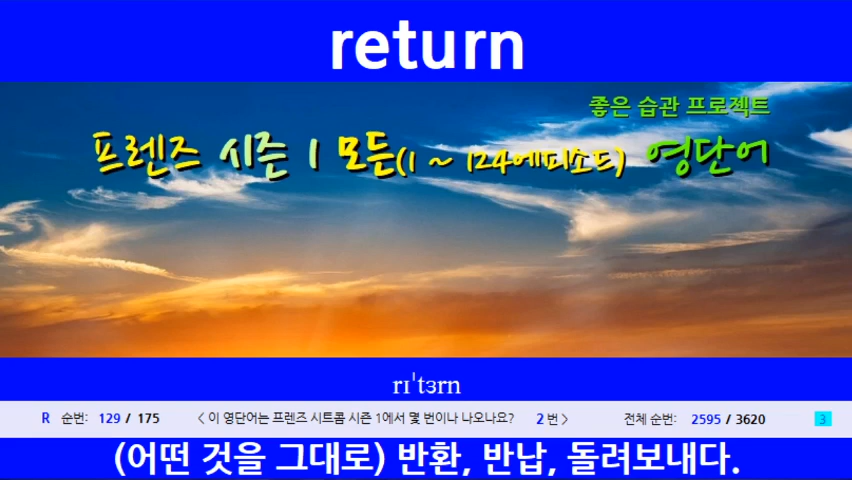 return
좋은 습관 프로젝트
프렌즈 시즌 1 모든(1 ~ 124에피소드) 영단어
rɪˈtɜrn
R 순번: 129 / 175 < 이 영단어는 프렌즈 시트콤 시즌 1에서 몇 번이나 나오나요? 2 번 > 전체 순번: 2595 / 3620 3
(어떤 것을 그대로) 반환, 반납, 돌려보내다.